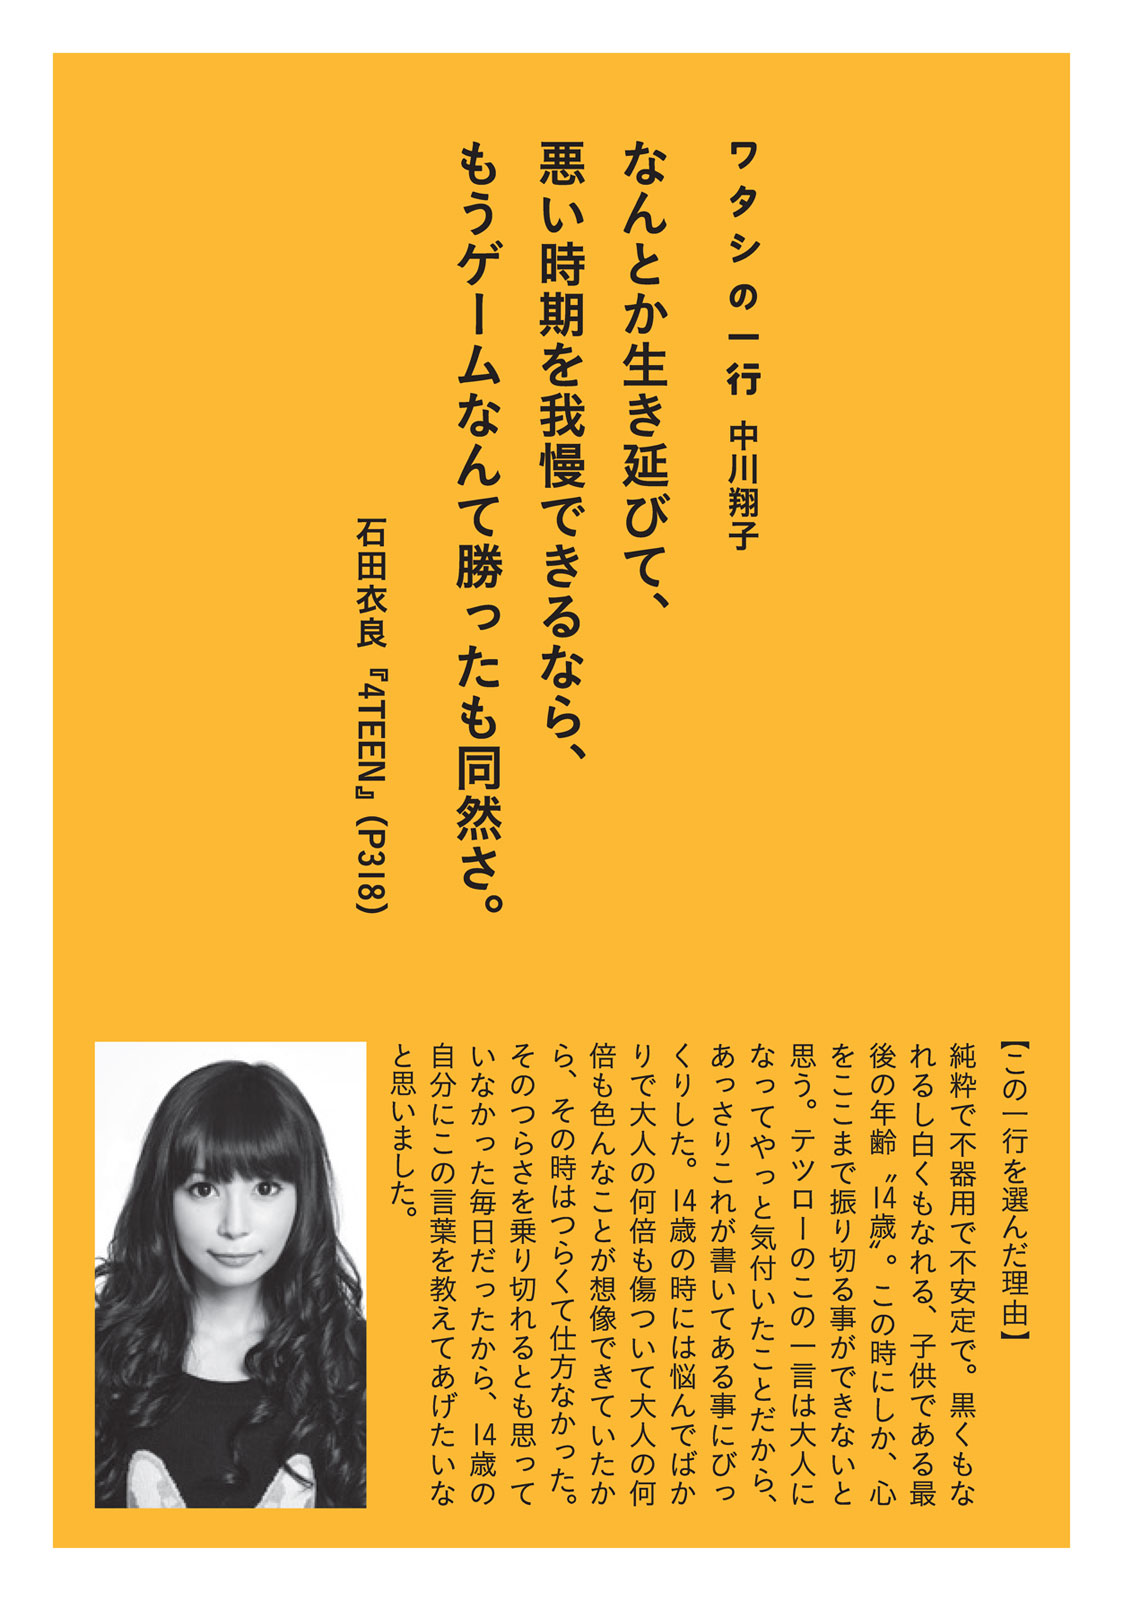 ワタシの一行 中川翔子
なんとか生き延びて、
悪い時期を我慢できるなら、
もうゲームなんて勝ったも同然さ。
石田衣良『4TEEN』(P318)
【この一行を選んだ理由】
純粋で不器用で不安定で。黒くもな
れるし白くもなれる、子供である最
後の年齢〝14歳〟。この時にしか、心
をここまで振り切る事ができないと
思う。テツローのこの一言は大人に
なってやっと気付いたことだから、
あっさりこれが書いてある事にびっ
くりした。14歳の時には悩んでばか
りで大人の何倍も傷ついて大人の何
倍も色んなことが想像できていたか
ら、その時はつらくて仕方なかった。
そのつらさを乗り切れるとも思って
いなかった毎日だったから、14歳の
自分にこの言葉を教えてあげたいな
と思いました。